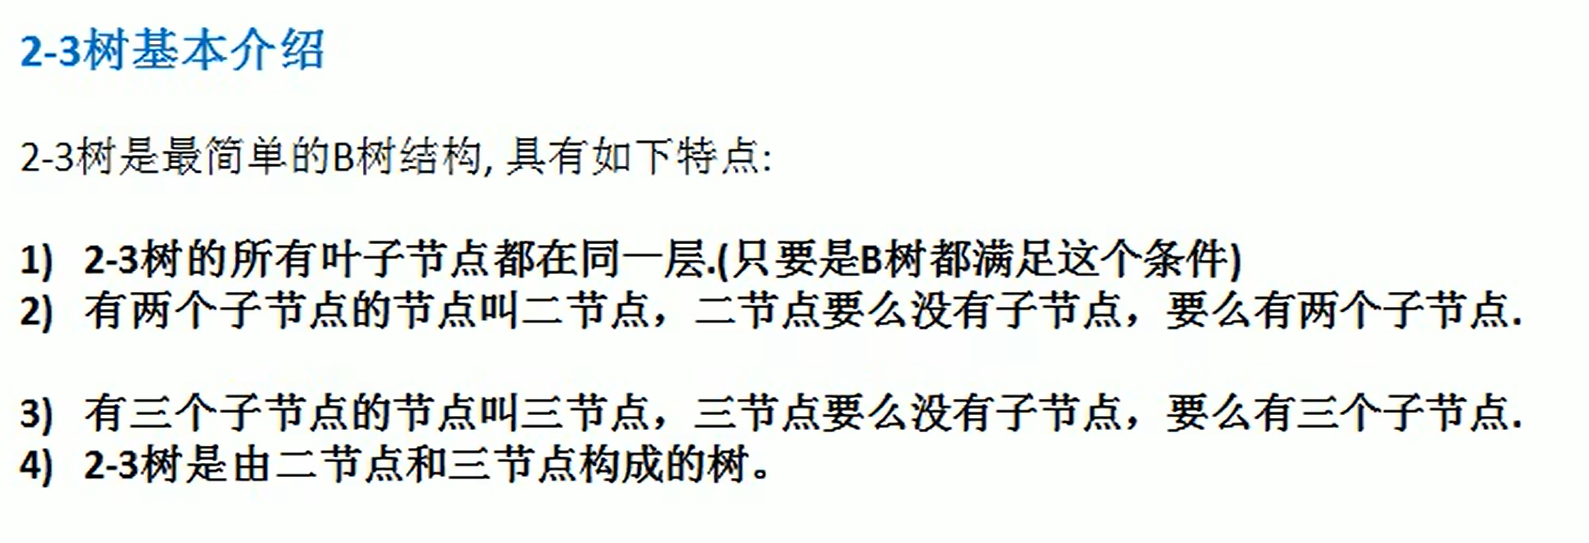 2-3树基本介绍
2-3树是最简单的B树结构, 具有如下特点:
1) 2-3树的所有叶子节点都在同一层.(只要是B树都满足这个条件)
2) 有两个子节点的节点叫二节点，二节点要么没有子节点，要么有两个子节点.
3) 有三个子节点的节点叫三节点，三节点要么没有子节点，要么有三个子节点.
4) 2-3树是由二节点和三节点构成的树。